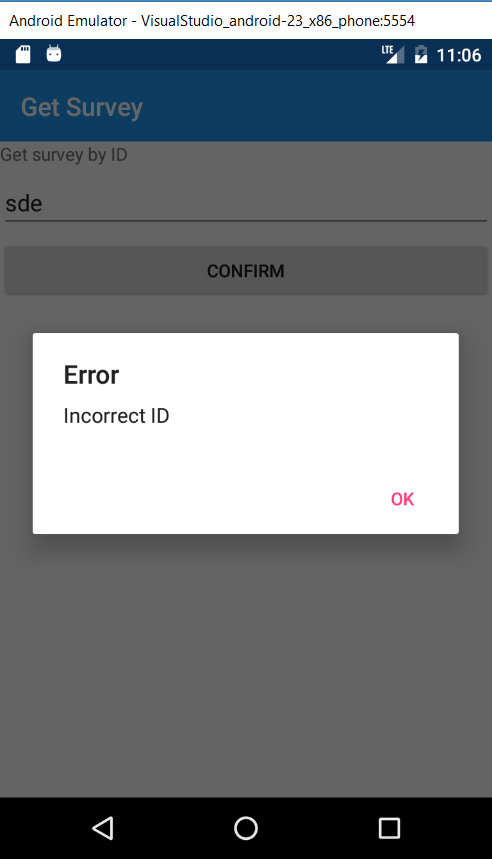 Android Emulator - VisualStudio_android-23_x86_phone:5554
LTE 11:06
Get Survey
Get survey by ID
sde
CONFIRM
Error
Incorrect ID
OK